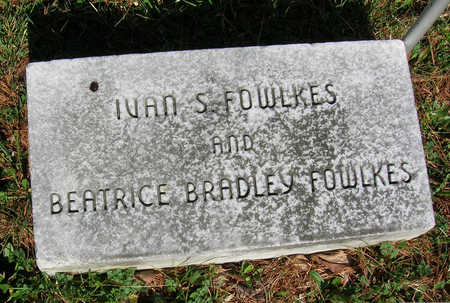 IVAN S. FOWLKES
AND
BEATRICE BRADLEY FOWLKES